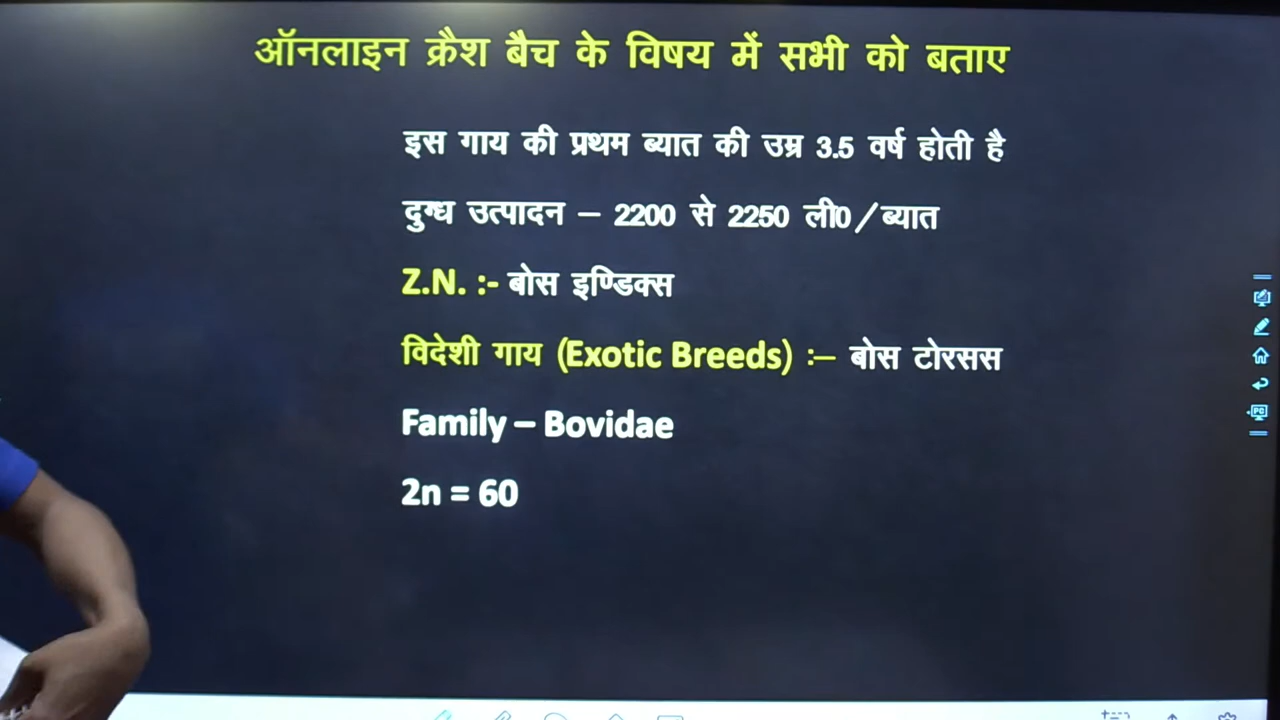 ऑनलाइन क्रैश बैच के विषय में सभी को बताए
इस गाय की प्रथम ब्यात की उम्र 3.5 वर्ष होती है
दुग्ध उत्पादन – 2200 से 2250 ली0/ब्यात
Z.N. :- बोस इण्डिक्स
विदेशी गाय (Exotic Breeds) :– बोस टोरसस
Family – Bovidae
2n = 60
PC